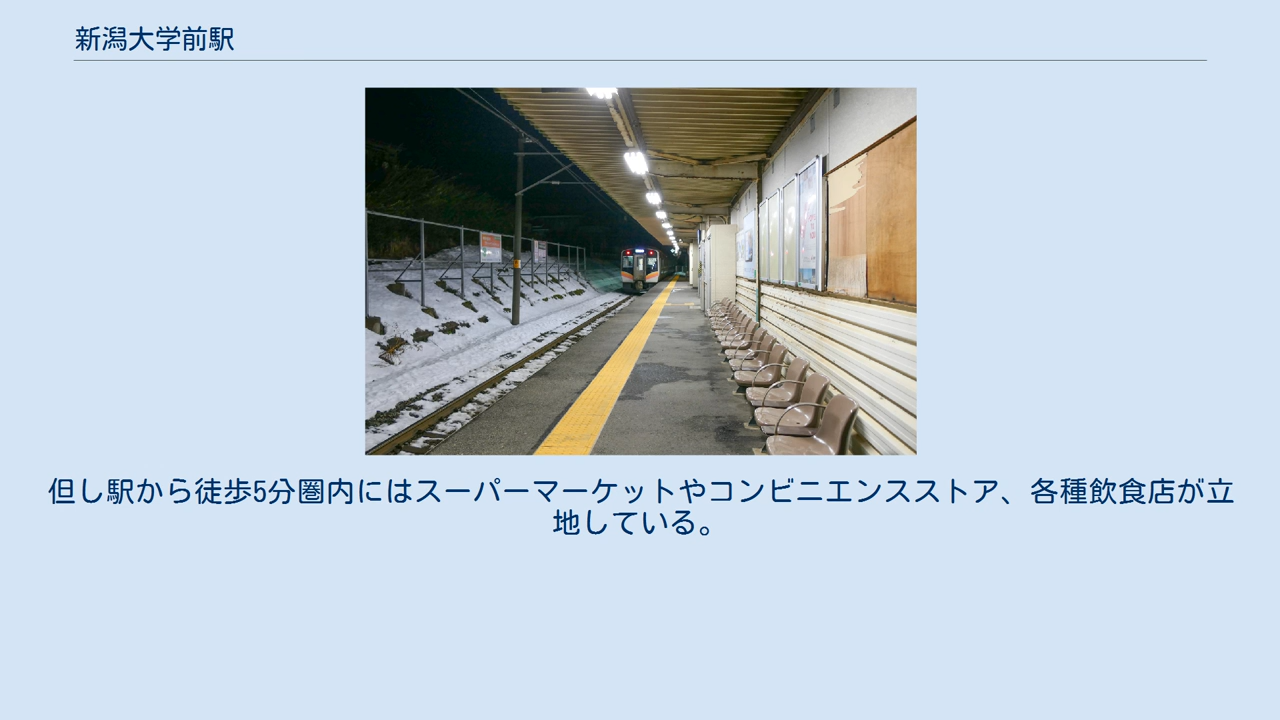 新潟大学前駅
但し駅から徒歩5分圏内にはスーパーマーケットやコンビニエンスストア、各種飲食店が立
地している。